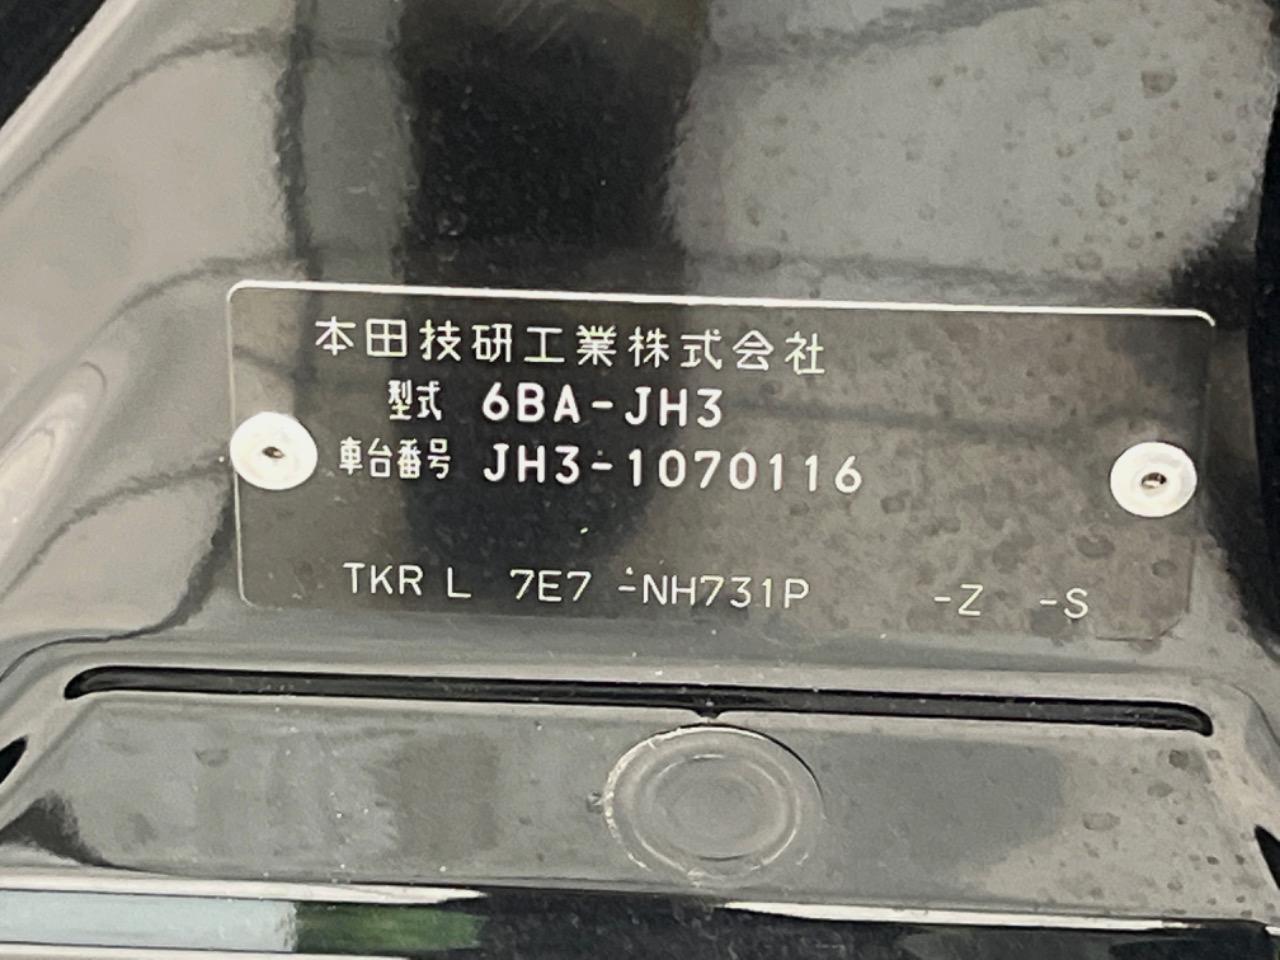 本田技研工業株式会社
型式 6BA-JH3
車台番号 JH3-1070116
TKR L 7E7 -NH731P -Z -S